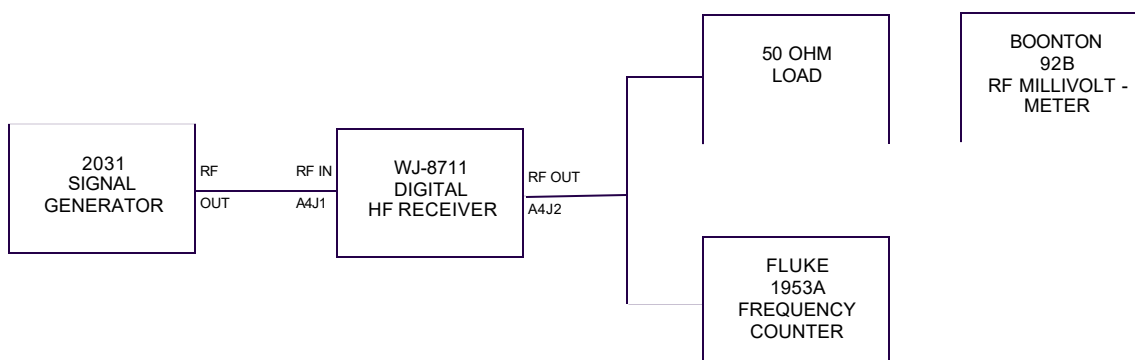 2031
SIGNAL
GENERATOR
RF
OUT
RF IN
A4J1
WJ-8711
DIGITAL
HF RECEIVER
RF OUT
A4J2
50 OHM
LOAD
BOONTON
92B
RF MILLIVOLT -
METER
FLUKE
1953A
FREQUENCY
COUNTER